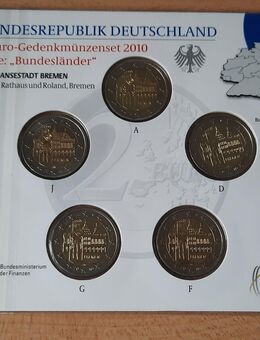 NDESREPUBLIK DEUTSCHLAND
uro-Gedenkmünzenset 2010
e: „Bundesländer“
ANSESTADT BREMEN
Rathaus und Roland, Bremen
A
J
D
G
F
Bundesministerium
der Finanzen